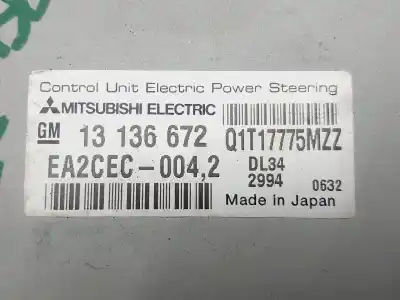 Control Unit Electric Power Steering
MITSUBISHI ELECTRIC
GM 13 136 672 Q1T17775MZZ
EA2CEC-004,2 DL34
2994 0632
Made in Japan